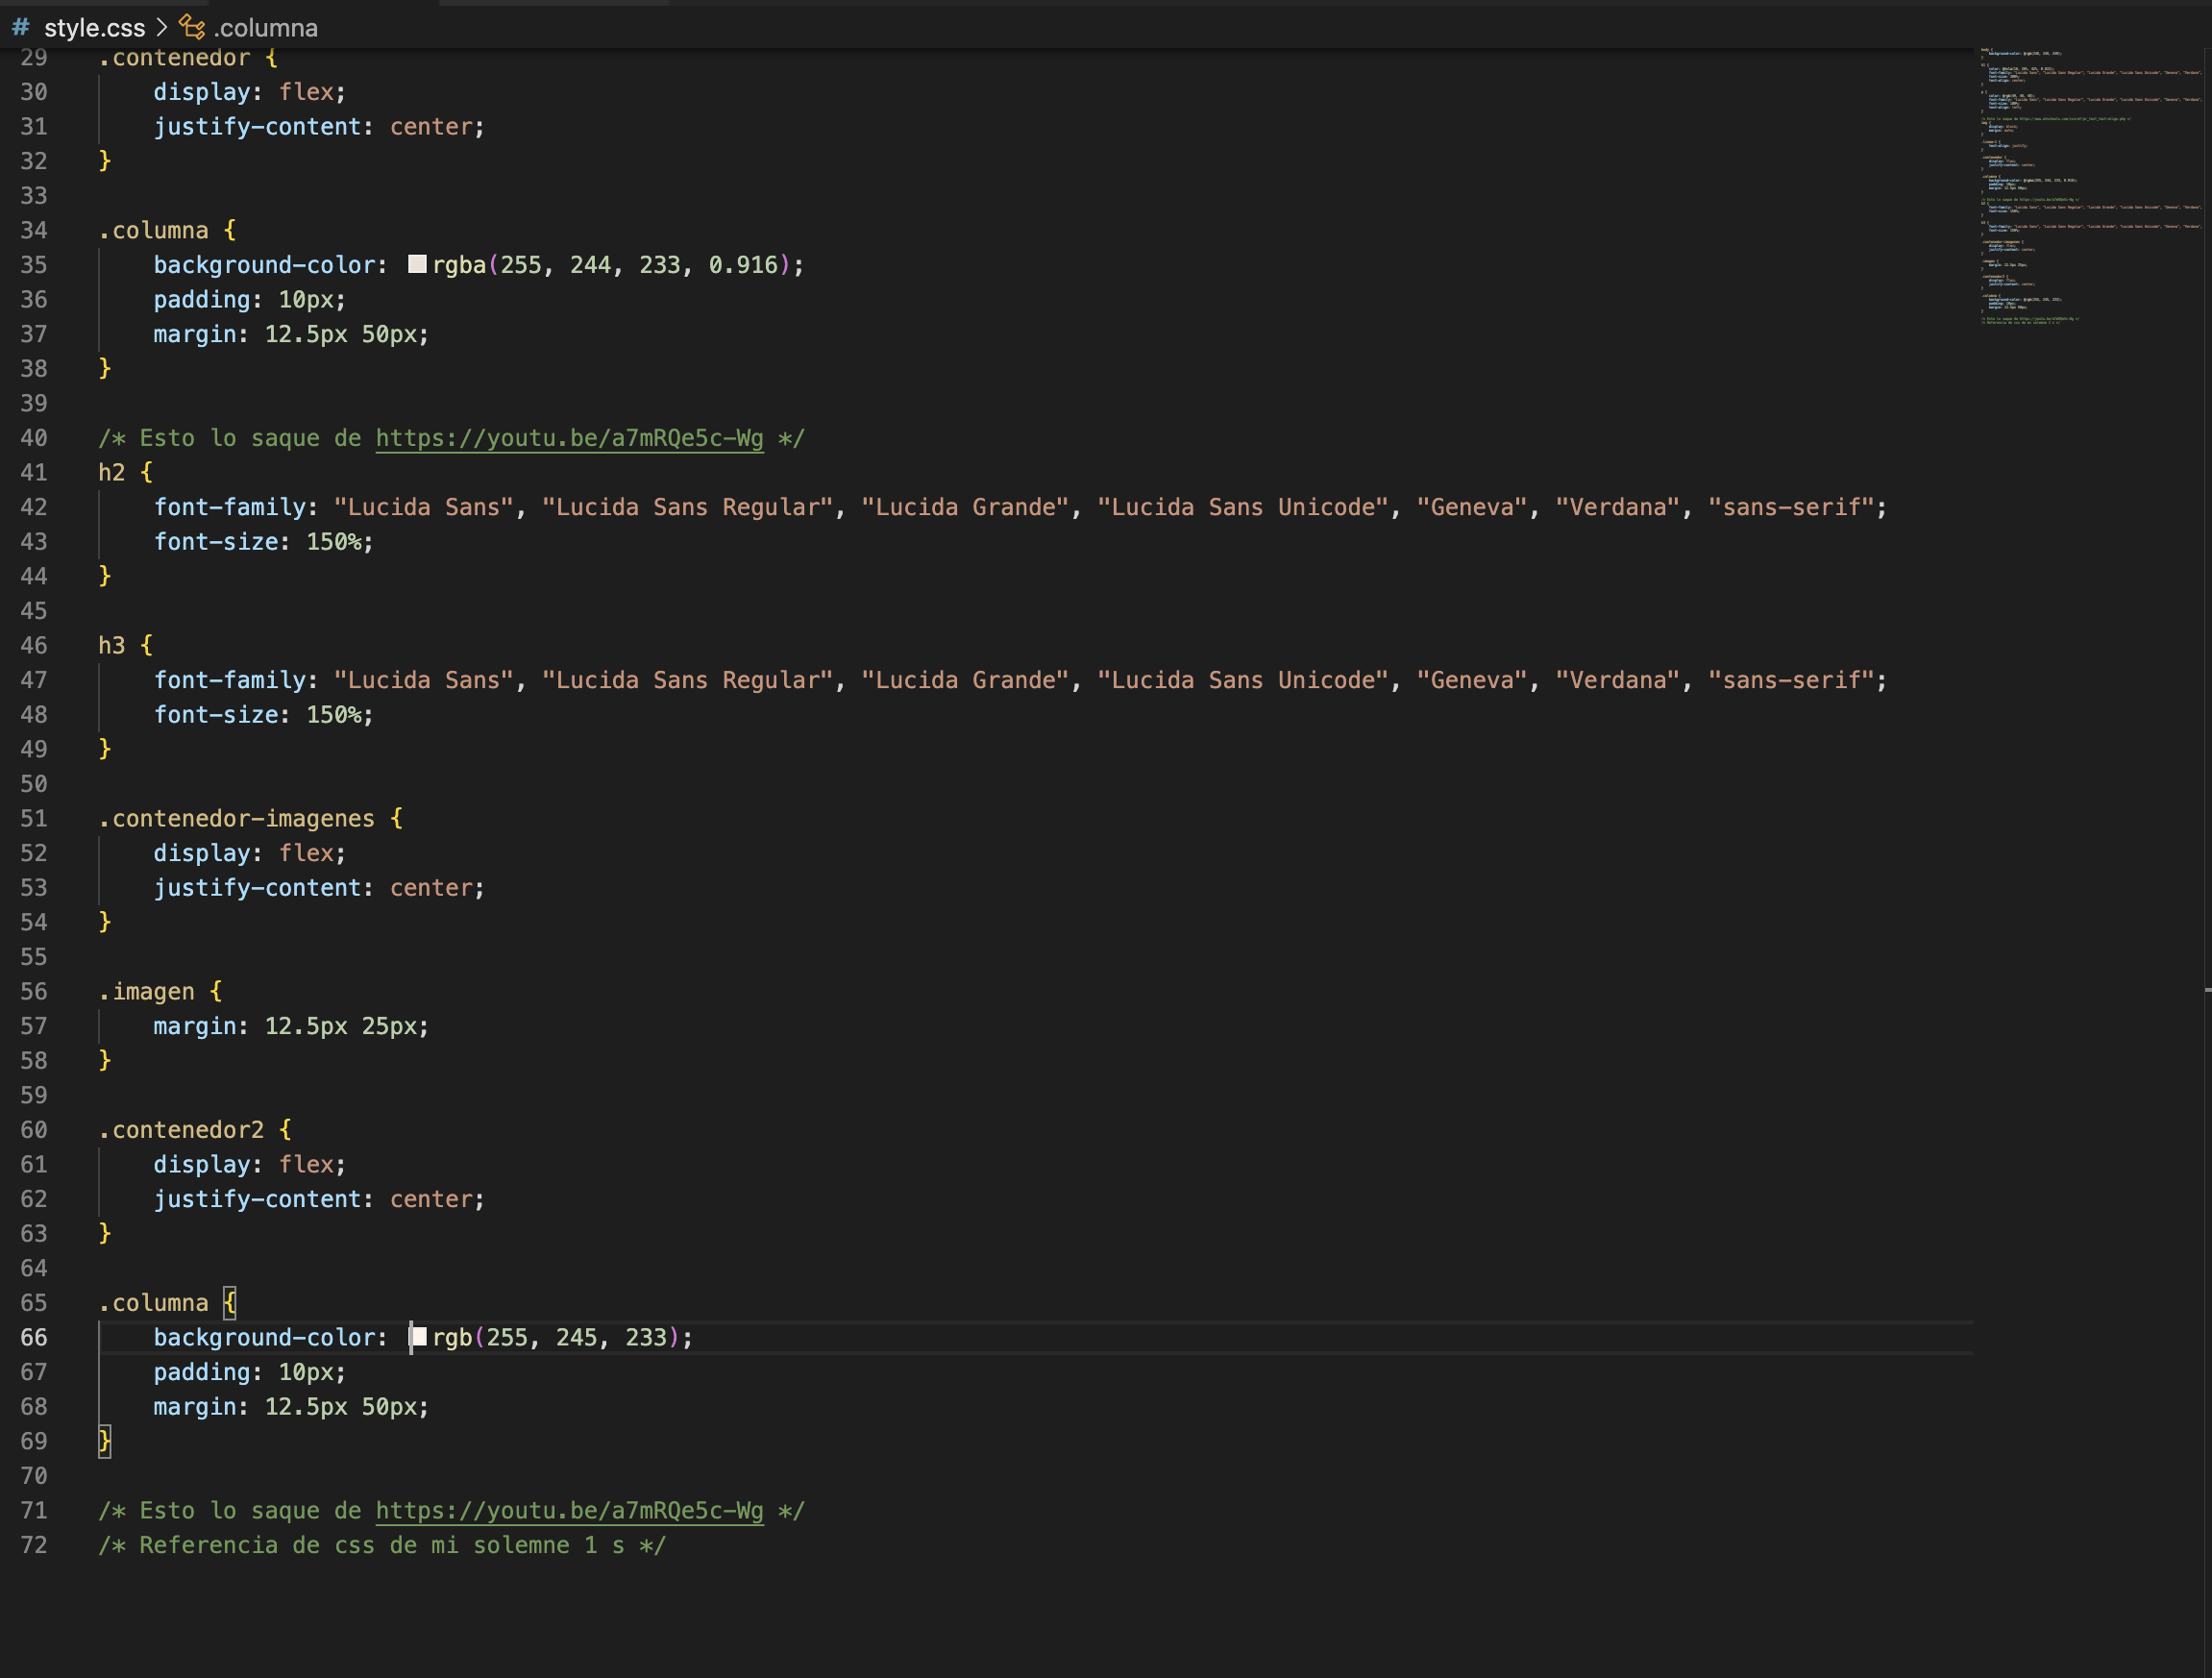 # style.css > .columna
29 .contenedor {
30 display: flex;
31 justify-content: center;
32 }
33
34 .columna {
35 background-color: rgba(255, 244, 233, 0.916);
36 padding: 10px;
37 margin: 12.5px 50px;
38 }
39
40 /* Esto lo saque de https://youtu.be/a7mRQe5c-Wg */
41 h2 {
42 font-family: "Lucida Sans", "Lucida Sans Regular", "Lucida Grande", "Lucida Sans Unicode", "Geneva", "Verdana", "sans-serif";
43 font-size: 150%;
44 }
45
46 h3 {
47 font-family: "Lucida Sans", "Lucida Sans Regular", "Lucida Grande", "Lucida Sans Unicode", "Geneva", "Verdana", "sans-serif";
48 font-size: 150%;
49 }
50
51 .contenedor-imagenes {
52 display: flex;
53 justify-content: center;
54 }
55
56 .imagen {
57 margin: 12.5px 25px;
58 }
59
60 .contenedor2 {
61 display: flex;
62 justify-content: center;
63 }
64
65 .columna {
66 background-color: rgb(255, 245, 233);
67 padding: 10px;
68 margin: 12.5px 50px;
69 }
70
71 /* Esto lo saque de https://youtu.be/a7mRQe5c-Wg */
72 /* Referencia de css de mi solemne 1 s */